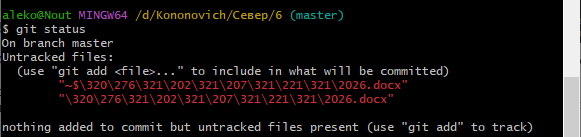 aleko@Nout MINGW64 /d/Kononovich/Север/6 (master)
$ git status
On branch master
Untracked files:
(use "git add <file>..." to include in what will be committed)
"~$\320\276\321\202\321\207\321\221\321\2026.docx"
"\320\276\321\202\321\207\321\221\321\2026.docx"
nothing added to commit but untracked files present (use "git add" to track)